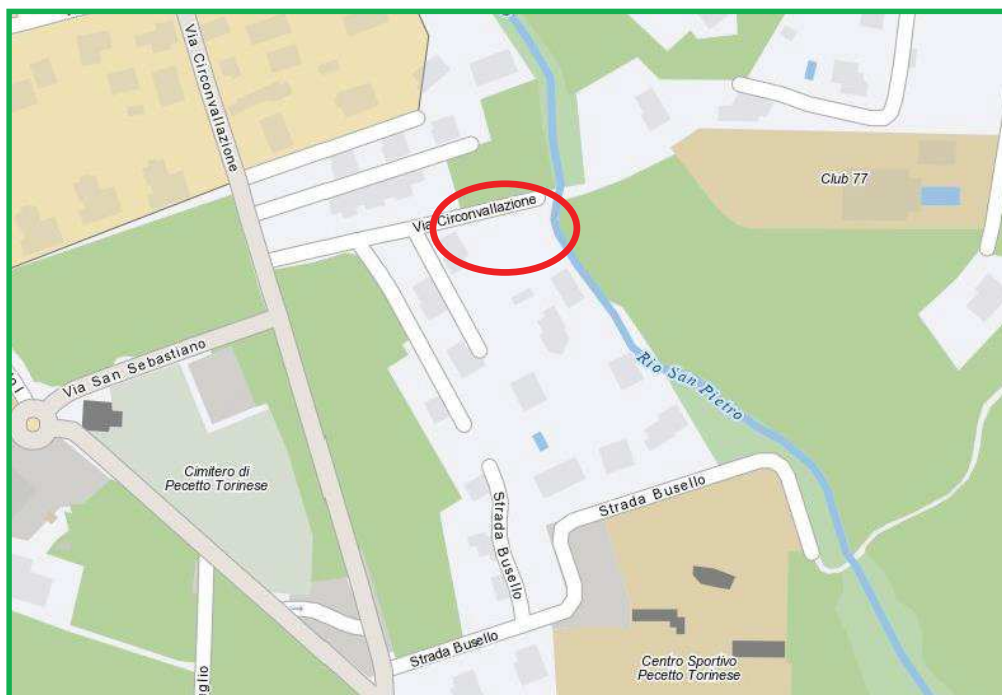 Via Circonvallazione
Club 77
Via Circonvallazione
Via San Sebastiano
Rio San Pietro
Cimitero di
Pecetto Torinese
Strada Busello
Strada Busello
Strada Busello
Centro Sportivo
Pecetto Torinese